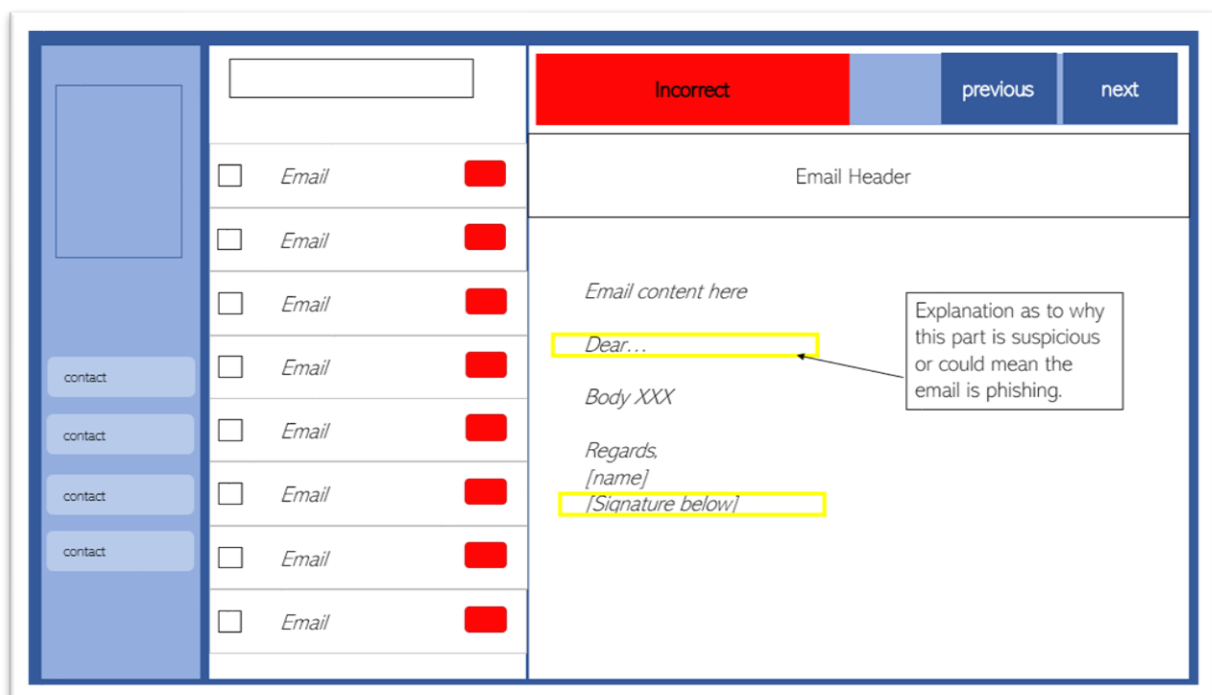 Incorrect
previous
next
Email Header
Email
Email
Email
Email
Email
Email
Email
Email
contact
contact
contact
contact
Email content here
Dear...
Body XXX
Regards,
[name]
[Signature below]
Explanation as to why
this part is suspicious
or could mean the
email is phishing.